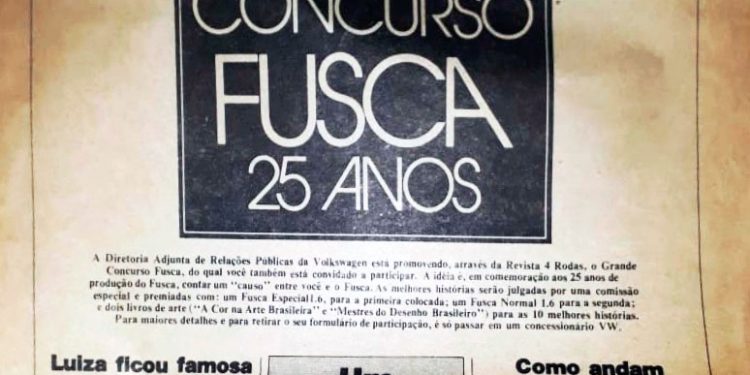 CONCURSO
FUSCA
25 ANOS
A Diretoria Adjunta de Relações Públicas da Volkswagen está promovendo, através da Revista 4 Rodas, o Grande
Concurso Fusca, do qual você também está convidado a participar. A idéia é, em comemoração aos 25 anos de
produção do Fusca, contar um "causo" entre você e o Fusca. As melhores histórias serão julgadas por uma comissão
especial e premiadas com: um Fusca Especial 1.6, para a primeira colocada; um Fusca Normal 1.6 para a segunda;
e dois livros de arte ("A Cor na Arte Brasileira" e "Mestres do Desenho Brasileiro") para as 10 melhores histórias.
Para maiores detalhes e para retirar o seu formulário de participação, é só passar em um concessionário VW.
Luiza ficou famosa
Um
Como andam